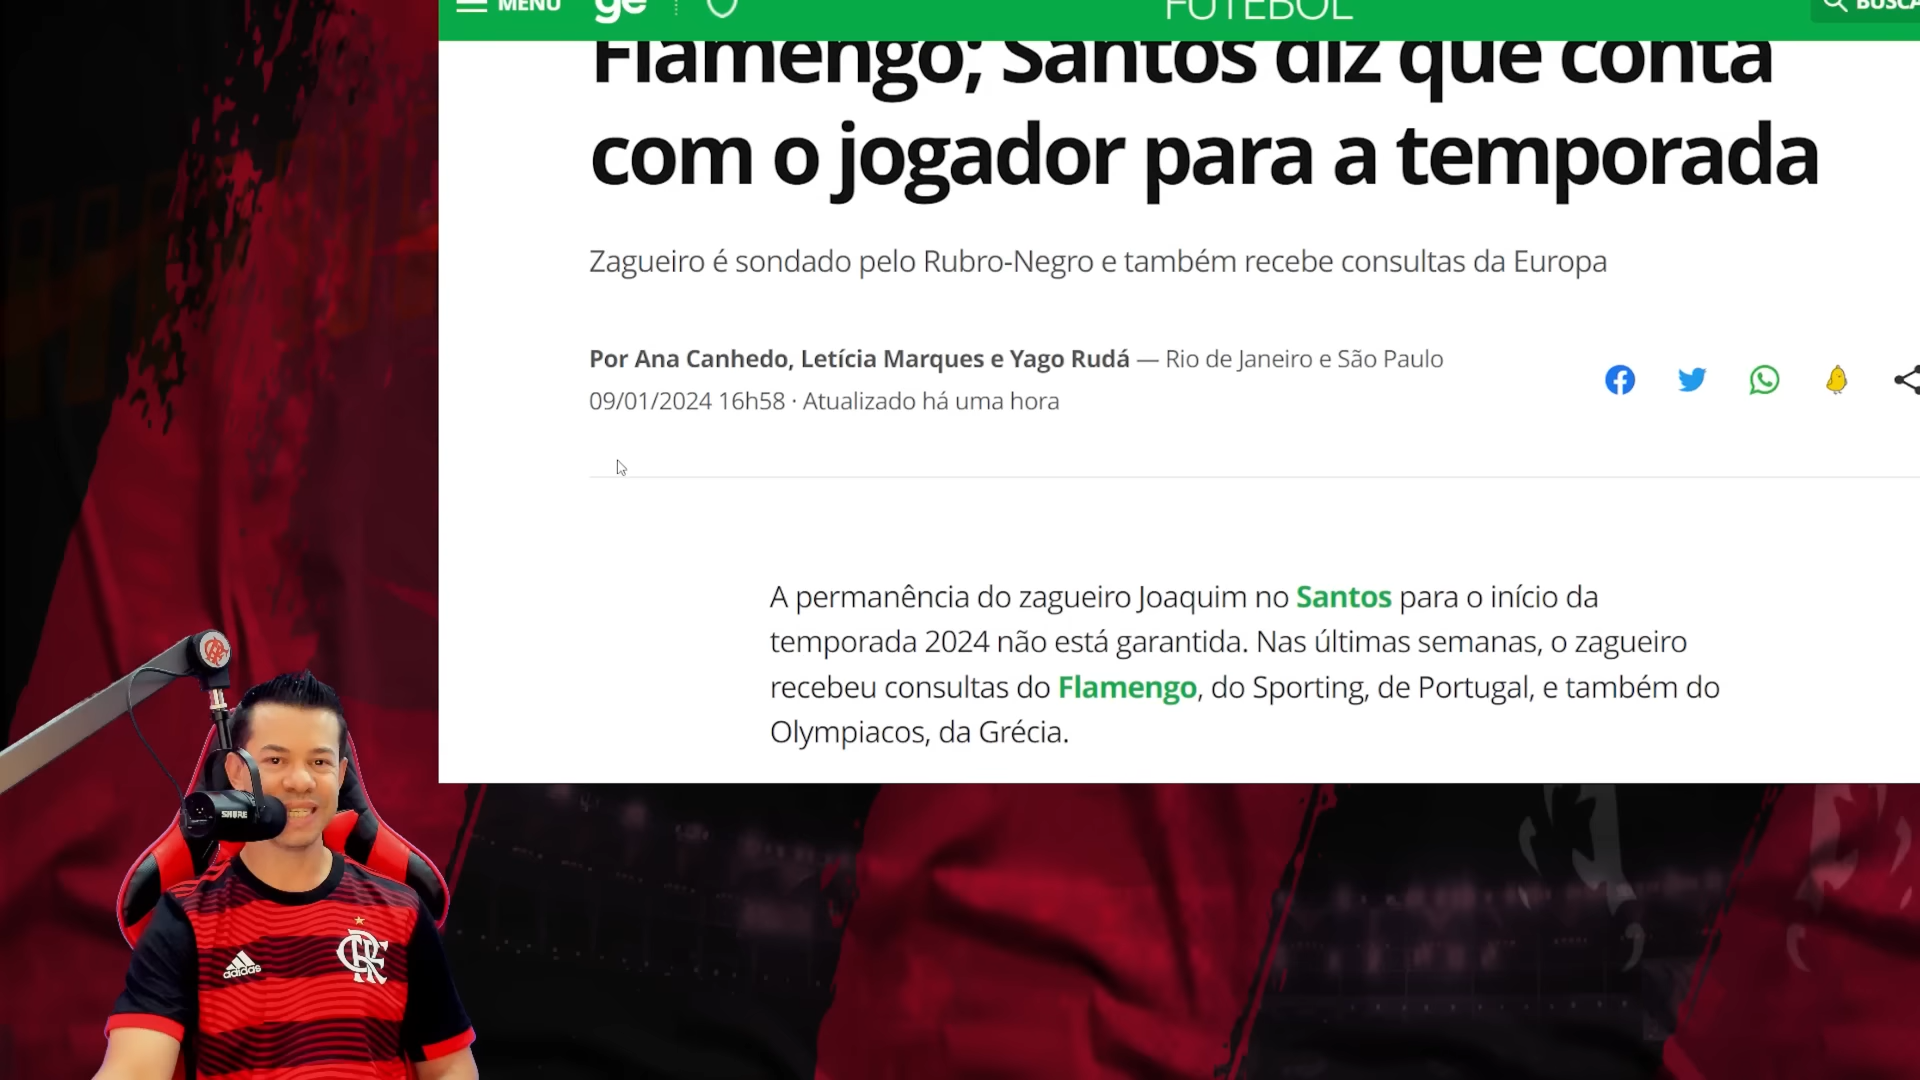 MENU ge FUTEBOL BUSCA
Flamengo; Santos diz que conta
com o jogador para a temporada
Zagueiro é sondado pelo Rubro-Negro e também recebe consultas da Europa
Por Ana Canhedo, Letícia Marques e Yago Rudá — Rio de Janeiro e São Paulo
09/01/2024 16h58 · Atualizado há uma hora
A permanência do zagueiro Joaquim no Santos para o início da
temporada 2024 não está garantida. Nas últimas semanas, o zagueiro
recebeu consultas do Flamengo, do Sporting, de Portugal, e também do
Olympiacos, da Grécia.
SHURE
adidas
CRF